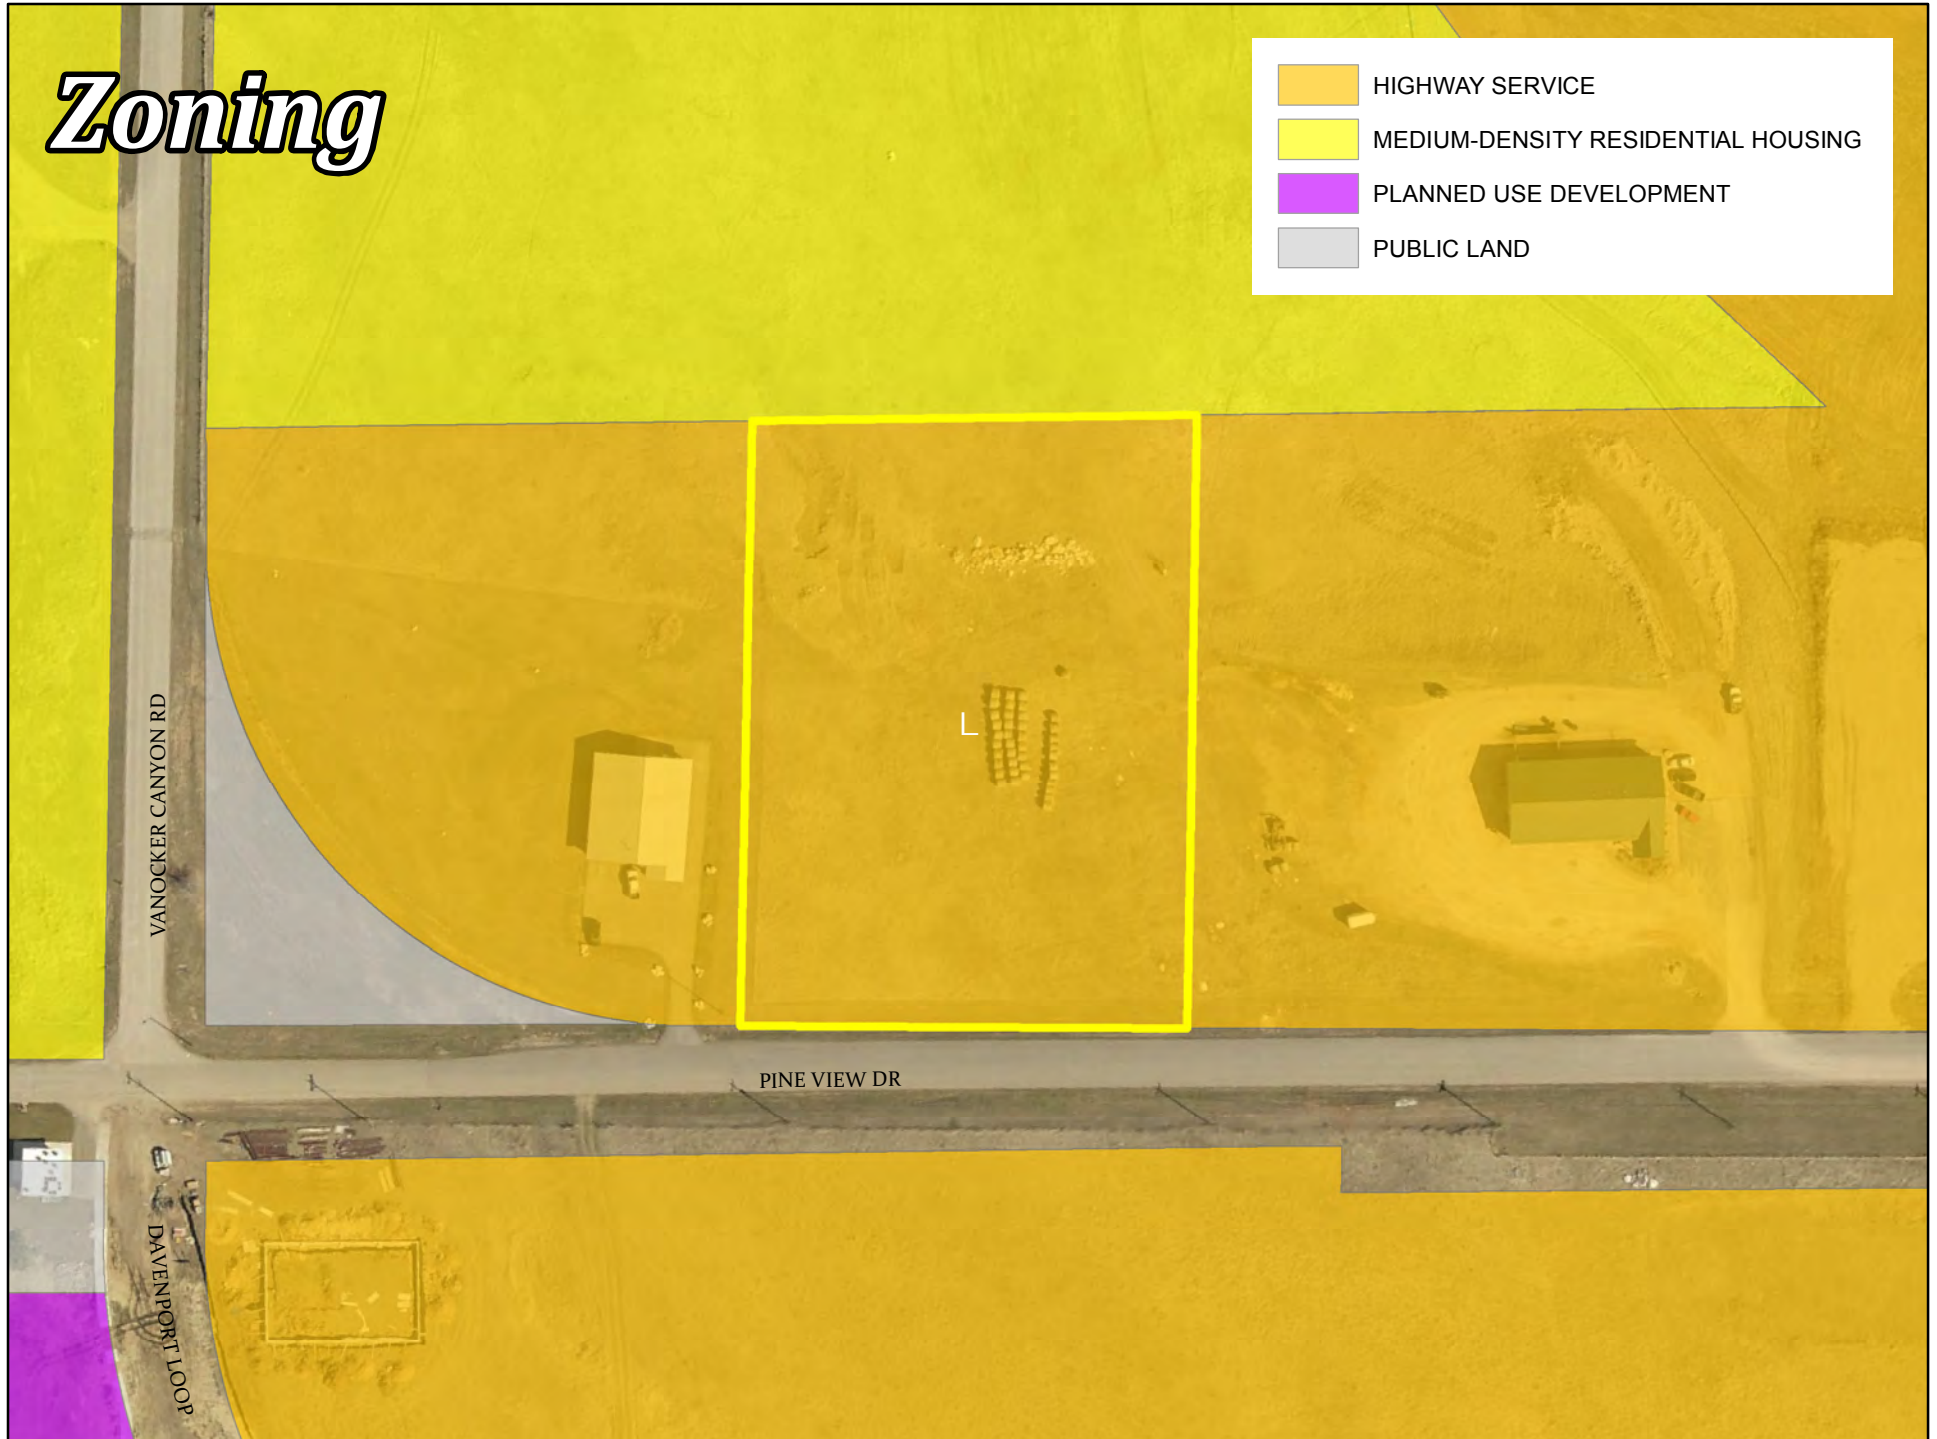 Zoning
HIGHWAY SERVICE
MEDIUM-DENSITY RESIDENTIAL HOUSING
PLANNED USE DEVELOPMENT
PUBLIC LAND
L
VANOCKER CANYON RD
PINE VIEW DR
DAVENPORT LOOP